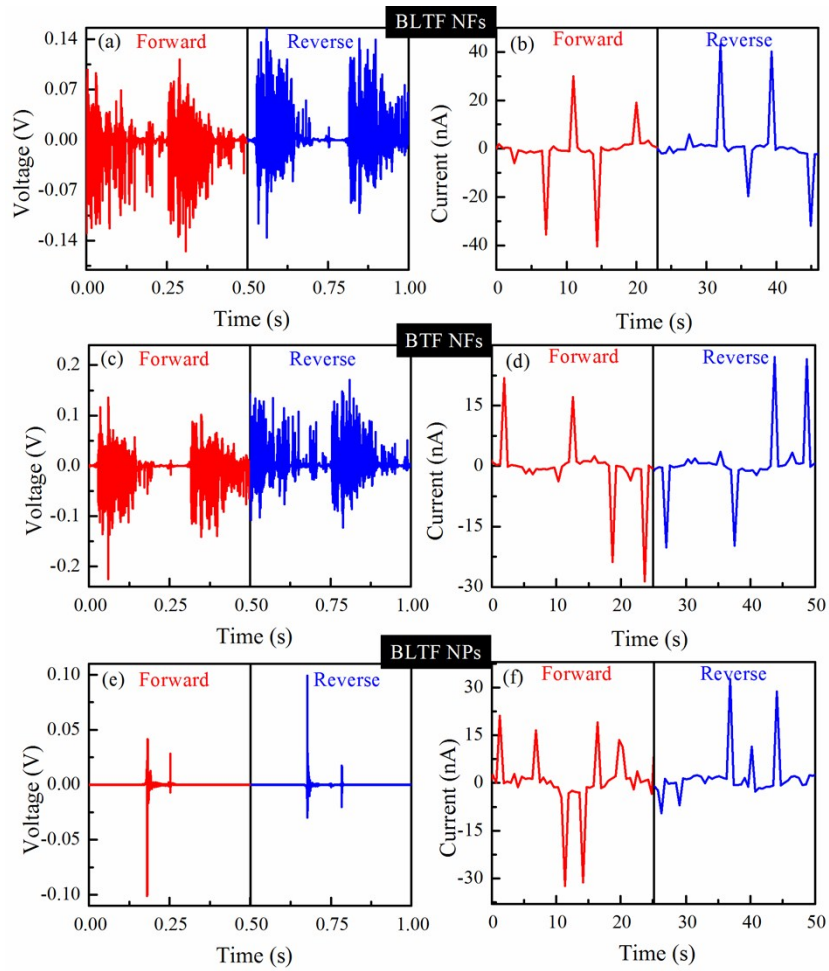 BLTF NFs
(a) Forward Reverse
0.14
0.07
0.00
-0.07
-0.14
Voltage (V)
0.00 0.25 0.50 0.75 1.00
Time (s)
(b) Forward Reverse
40
20
0
-20
-40
Current (nA)
0 10 20 30 40
Time (s)
BTF NFs
(c) Forward Reverse
0.2
0.1
0.0
-0.1
-0.2
Voltage (V)
0.00 0.25 0.50 0.75 1.00
Time (s)
(d) Forward Reverse
30
15
0
-15
-30
Current (nA)
0 10 20 30 40 50
Time (s)
BLTF NPs
(e) Forward Reverse
0.10
0.05
0.00
-0.05
-0.10
Voltage (V)
0.00 0.25 0.50 0.75 1.00
Time (s)
(f) Forward Reverse
30
15
0
-15
-30
Current (nA)
0 10 20 30 40 50
Time (s)